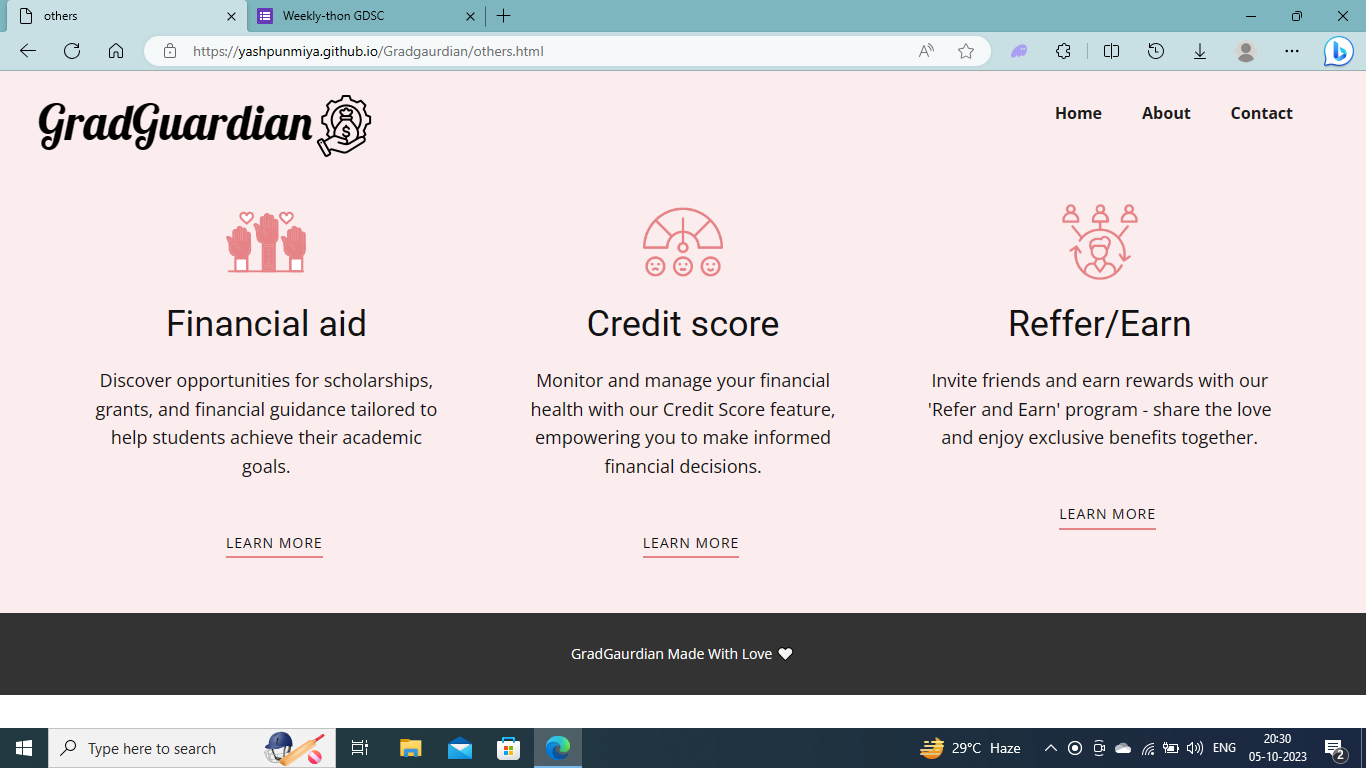 others
Weekly-thon GDSC
https://yashpunmiya.github.io/Gradgaurdian/others.html
GradGuardian
Home
About
Contact
Financial aid
Discover opportunities for scholarships,
grants, and financial guidance tailored to
help students achieve their academic
goals.
LEARN MORE
Credit score
Monitor and manage your financial
health with our Credit Score feature,
empowering you to make informed
financial decisions.
LEARN MORE
Reffer/Earn
Invite friends and earn rewards with our
'Refer and Earn' program - share the love
and enjoy exclusive benefits together.
LEARN MORE
GradGaurdian Made With Love
Type here to search
29°C Haze
ENG
20:30
05-10-2023
2